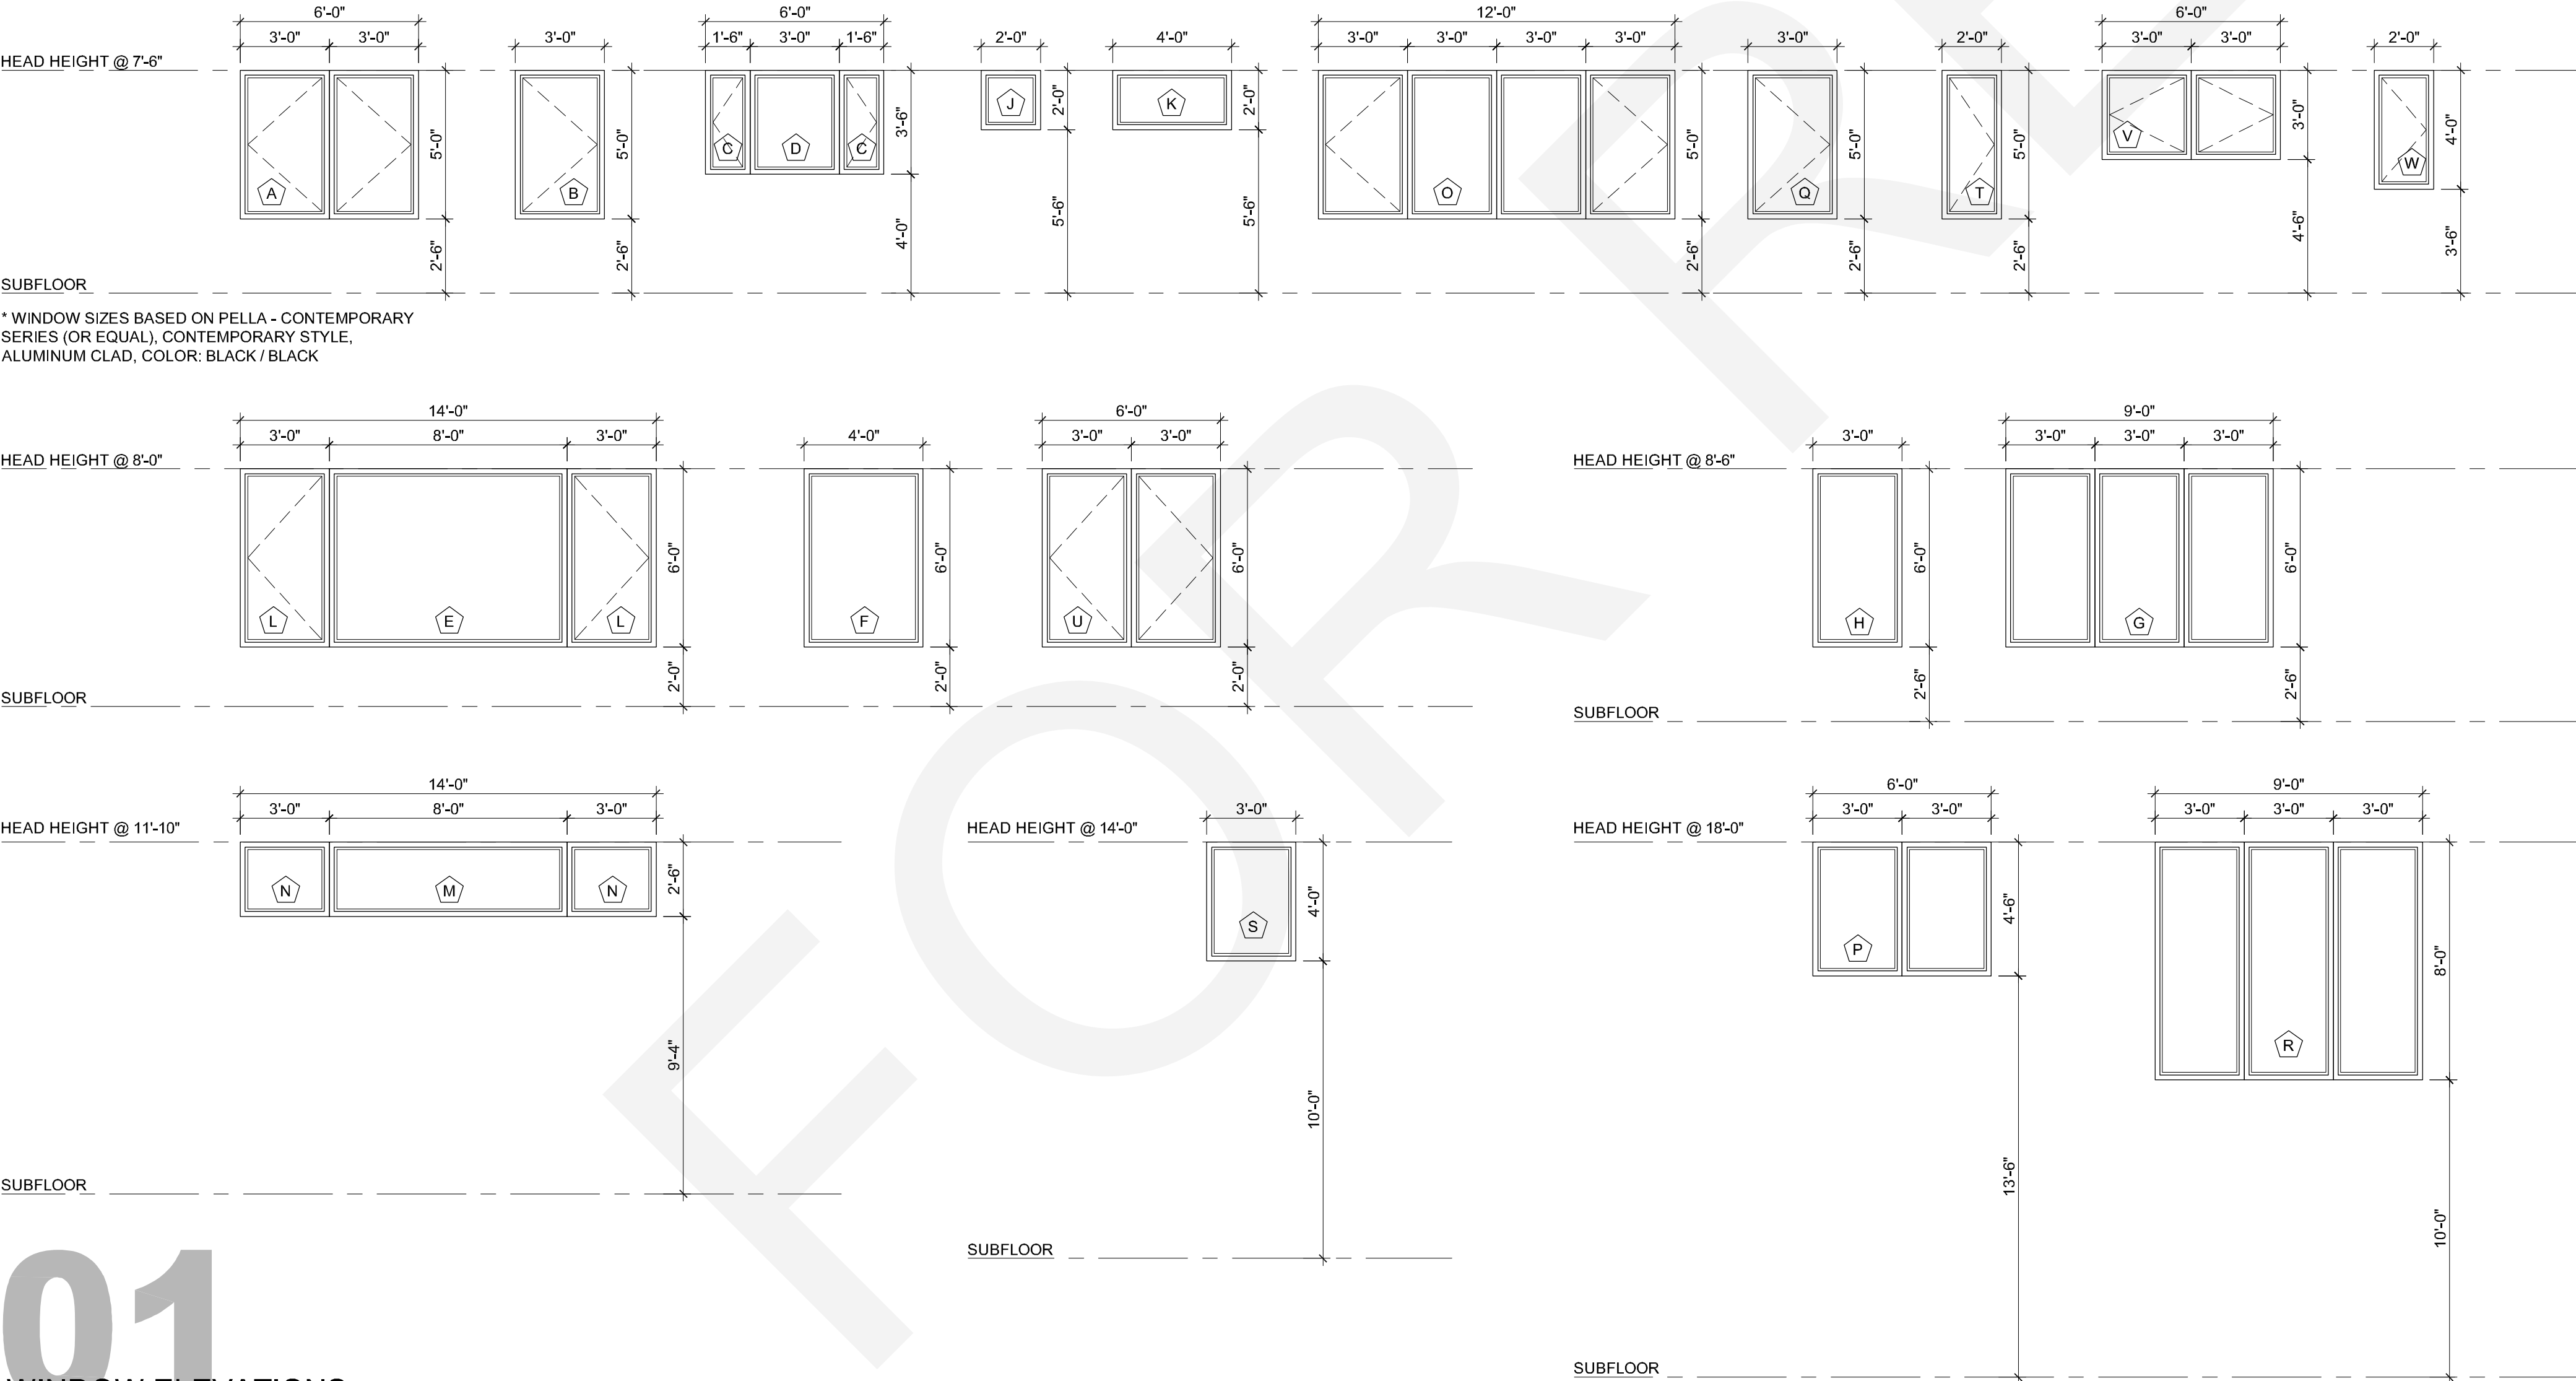 6'-0"
3'-0" 3'-0"
3'-0"
6'-0"
1'-6" 3'-0" 1'-6"
2'-0"
4'-0"
12'-0"
3'-0" 3'-0" 3'-0" 3'-0"
3'-0"
2'-0"
6'-0"
3'-0" 3'-0"
2'-0"
HEAD HEIGHT @ 7'-6"
A
5'-0"
2'-6"
B
5'-0"
2'-6"
C D C
3'-6"
4'-0"
J
2'-0"
5'-6"
K
2'-0"
5'-6"
O
5'-0"
2'-6"
Q
5'-0"
2'-6"
T
5'-0"
2'-6"
V
3'-0"
4'-6"
W
4'-0"
3'-6"
SUBFLOOR
* WINDOW SIZES BASED ON PELLA - CONTEMPORARY
SERIES (OR EQUAL), CONTEMPORARY STYLE,
ALUMINUM CLAD, COLOR: BLACK / BLACK
14'-0"
3'-0" 8'-0" 3'-0"
4'-0"
6'-0"
3'-0" 3'-0"
HEAD HEIGHT @ 8'-0"
L E L
6'-0"
2'-0"
F
6'-0"
2'-0"
U
6'-0"
2'-0"
SUBFLOOR
3'-0"
9'-0"
3'-0" 3'-0" 3'-0"
HEAD HEIGHT @ 8'-6"
H
6'-0"
2'-6"
G
6'-0"
2'-6"
SUBFLOOR
14'-0"
3'-0" 8'-0" 3'-0"
HEAD HEIGHT @ 11'-10"
N M N
2'-6"
9'-4"
SUBFLOOR
3'-0"
HEAD HEIGHT @ 14'-0"
S
4'-0"
10'-0"
SUBFLOOR
6'-0"
3'-0" 3'-0"
9'-0"
3'-0" 3'-0" 3'-0"
HEAD HEIGHT @ 18'-0"
P
4'-6"
13'-6"
R
8'-0"
10'-0"
SUBFLOOR
01
WINDOW ELEVATIONS
FOR